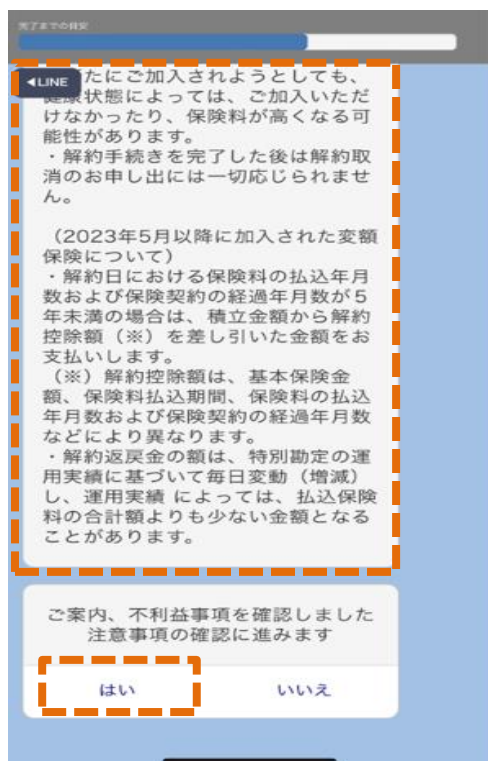 完了までの目安
◀LINE
たにご加入されようとしても、
健康状態によっては、ご加入いただ
けなかったり、保険料が高くなる可
能性があります。
・解約手続きを完了した後は解約取
消のお申し出には一切応じられませ
ん。
（2023年5月以降に加入された変額
保険について）
・解約日における保険料の払込年月
数および保険契約の経過年月数が５
年未満の場合は、積立金額から解約
控除額（※）を差し引いた金額をお
支払いします。
（※）解約控除額は、基本保険金
額、保険料払込期間、保険料の払込
年月数および保険契約の経過年月数
などにより異なります。
・解約返戻金の額は、特別勘定の運
用実績に基づいて毎日変動（増減）
し、運用実績 によっては、払込保険
料の合計額よりも少ない金額となる
ことがあります。
ご案内、不利益事項を確認しました
注意事項の確認に進みます
はい
いいえ